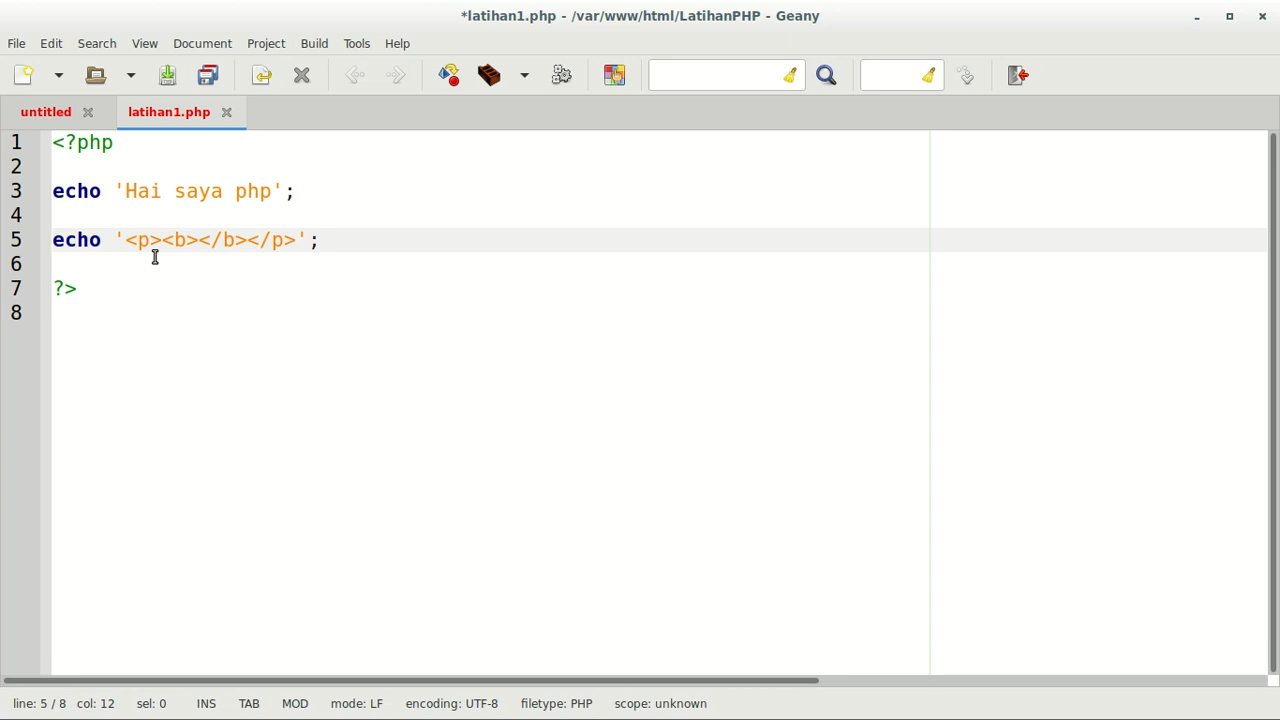 *latihan1.php - /var/www/html/LatihanPHP - Geany
File Edit Search View Document Project Build Tools Help
untitled latihan1.php
1 <?php
2
3 echo 'Hai saya php';
4
5 echo '<p><b></b></p>';
6
7 ?>
8
line: 5 / 8 col: 12 sel: 0 INS TAB MOD mode: LF encoding: UTF-8 filetype: PHP scope: unknown